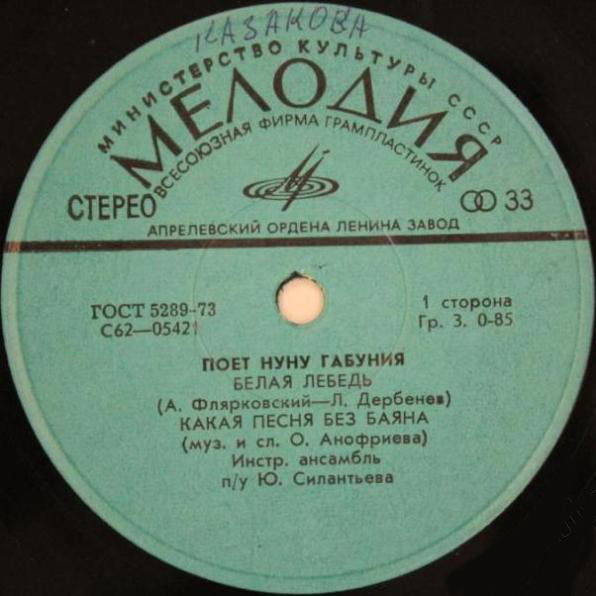 КАЗАКОВА
МИНИСТЕРСТВО КУЛЬТУРЫ СССР
МЕЛОДИЯ
ВСЕСОЮЗНАЯ ФИРМА ГРАМПЛАСТИНОК
СТЕРЕО
33
АПРЕЛЕВСКИЙ ОРДЕНА ЛЕНИНА ЗАВОД
ГОСТ 5289-73
С62—05421
1 сторона
Гр. 3. 0-85
ПОЕТ НУНУ ГАБУНИЯ
БЕЛАЯ ЛЕБЕДЬ
(А. Флярковский—Л. Дербенев)
КАКАЯ ПЕСНЯ БЕЗ БАЯНА
(муз. и сл. О. Анофриева)
Инстр. ансамбль
п/у Ю. Силантьева